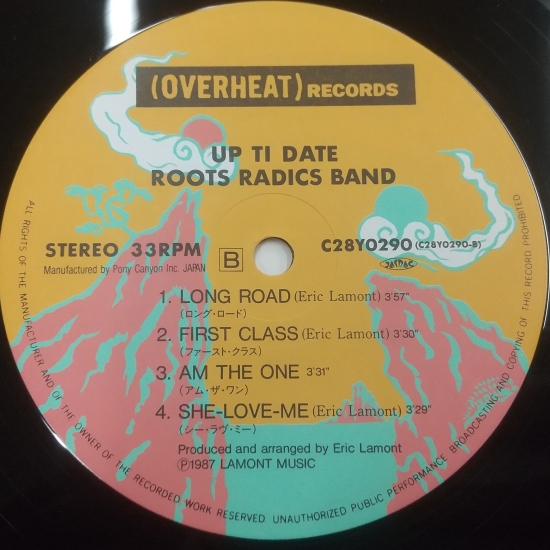 (OVERHEAT) RECORDS
UP TI DATE
ROOTS RADICS BAND
STEREO 33RPM
Manufactured by Pony Canyon Inc. JAPAN
B
C28Y0290 (C28Y0290-B)
JASRAC
1. LONG ROAD (Eric Lamont) 3'57"
(ロング・ロード)
2. FIRST CLASS (Eric Lamont) 3'30"
(ファースト・クラス)
3. AM THE ONE 3'31"
(アム・ザ・ワン)
4. SHE-LOVE-ME (Eric Lamont) 3'29"
(シー・ラヴ・ミー)
Produced and arranged by Eric Lamont
Ⓟ1987 LAMONT MUSIC
ALL RIGHTS OF THE MANUFACTURER AND OF THE OWNER OF THE RECORDED WORK RESERVED UNAUTHORIZED PUBLIC PERFORMANCE BROADCASTING AND COPYING OF THIS RECORD PROHIBITED